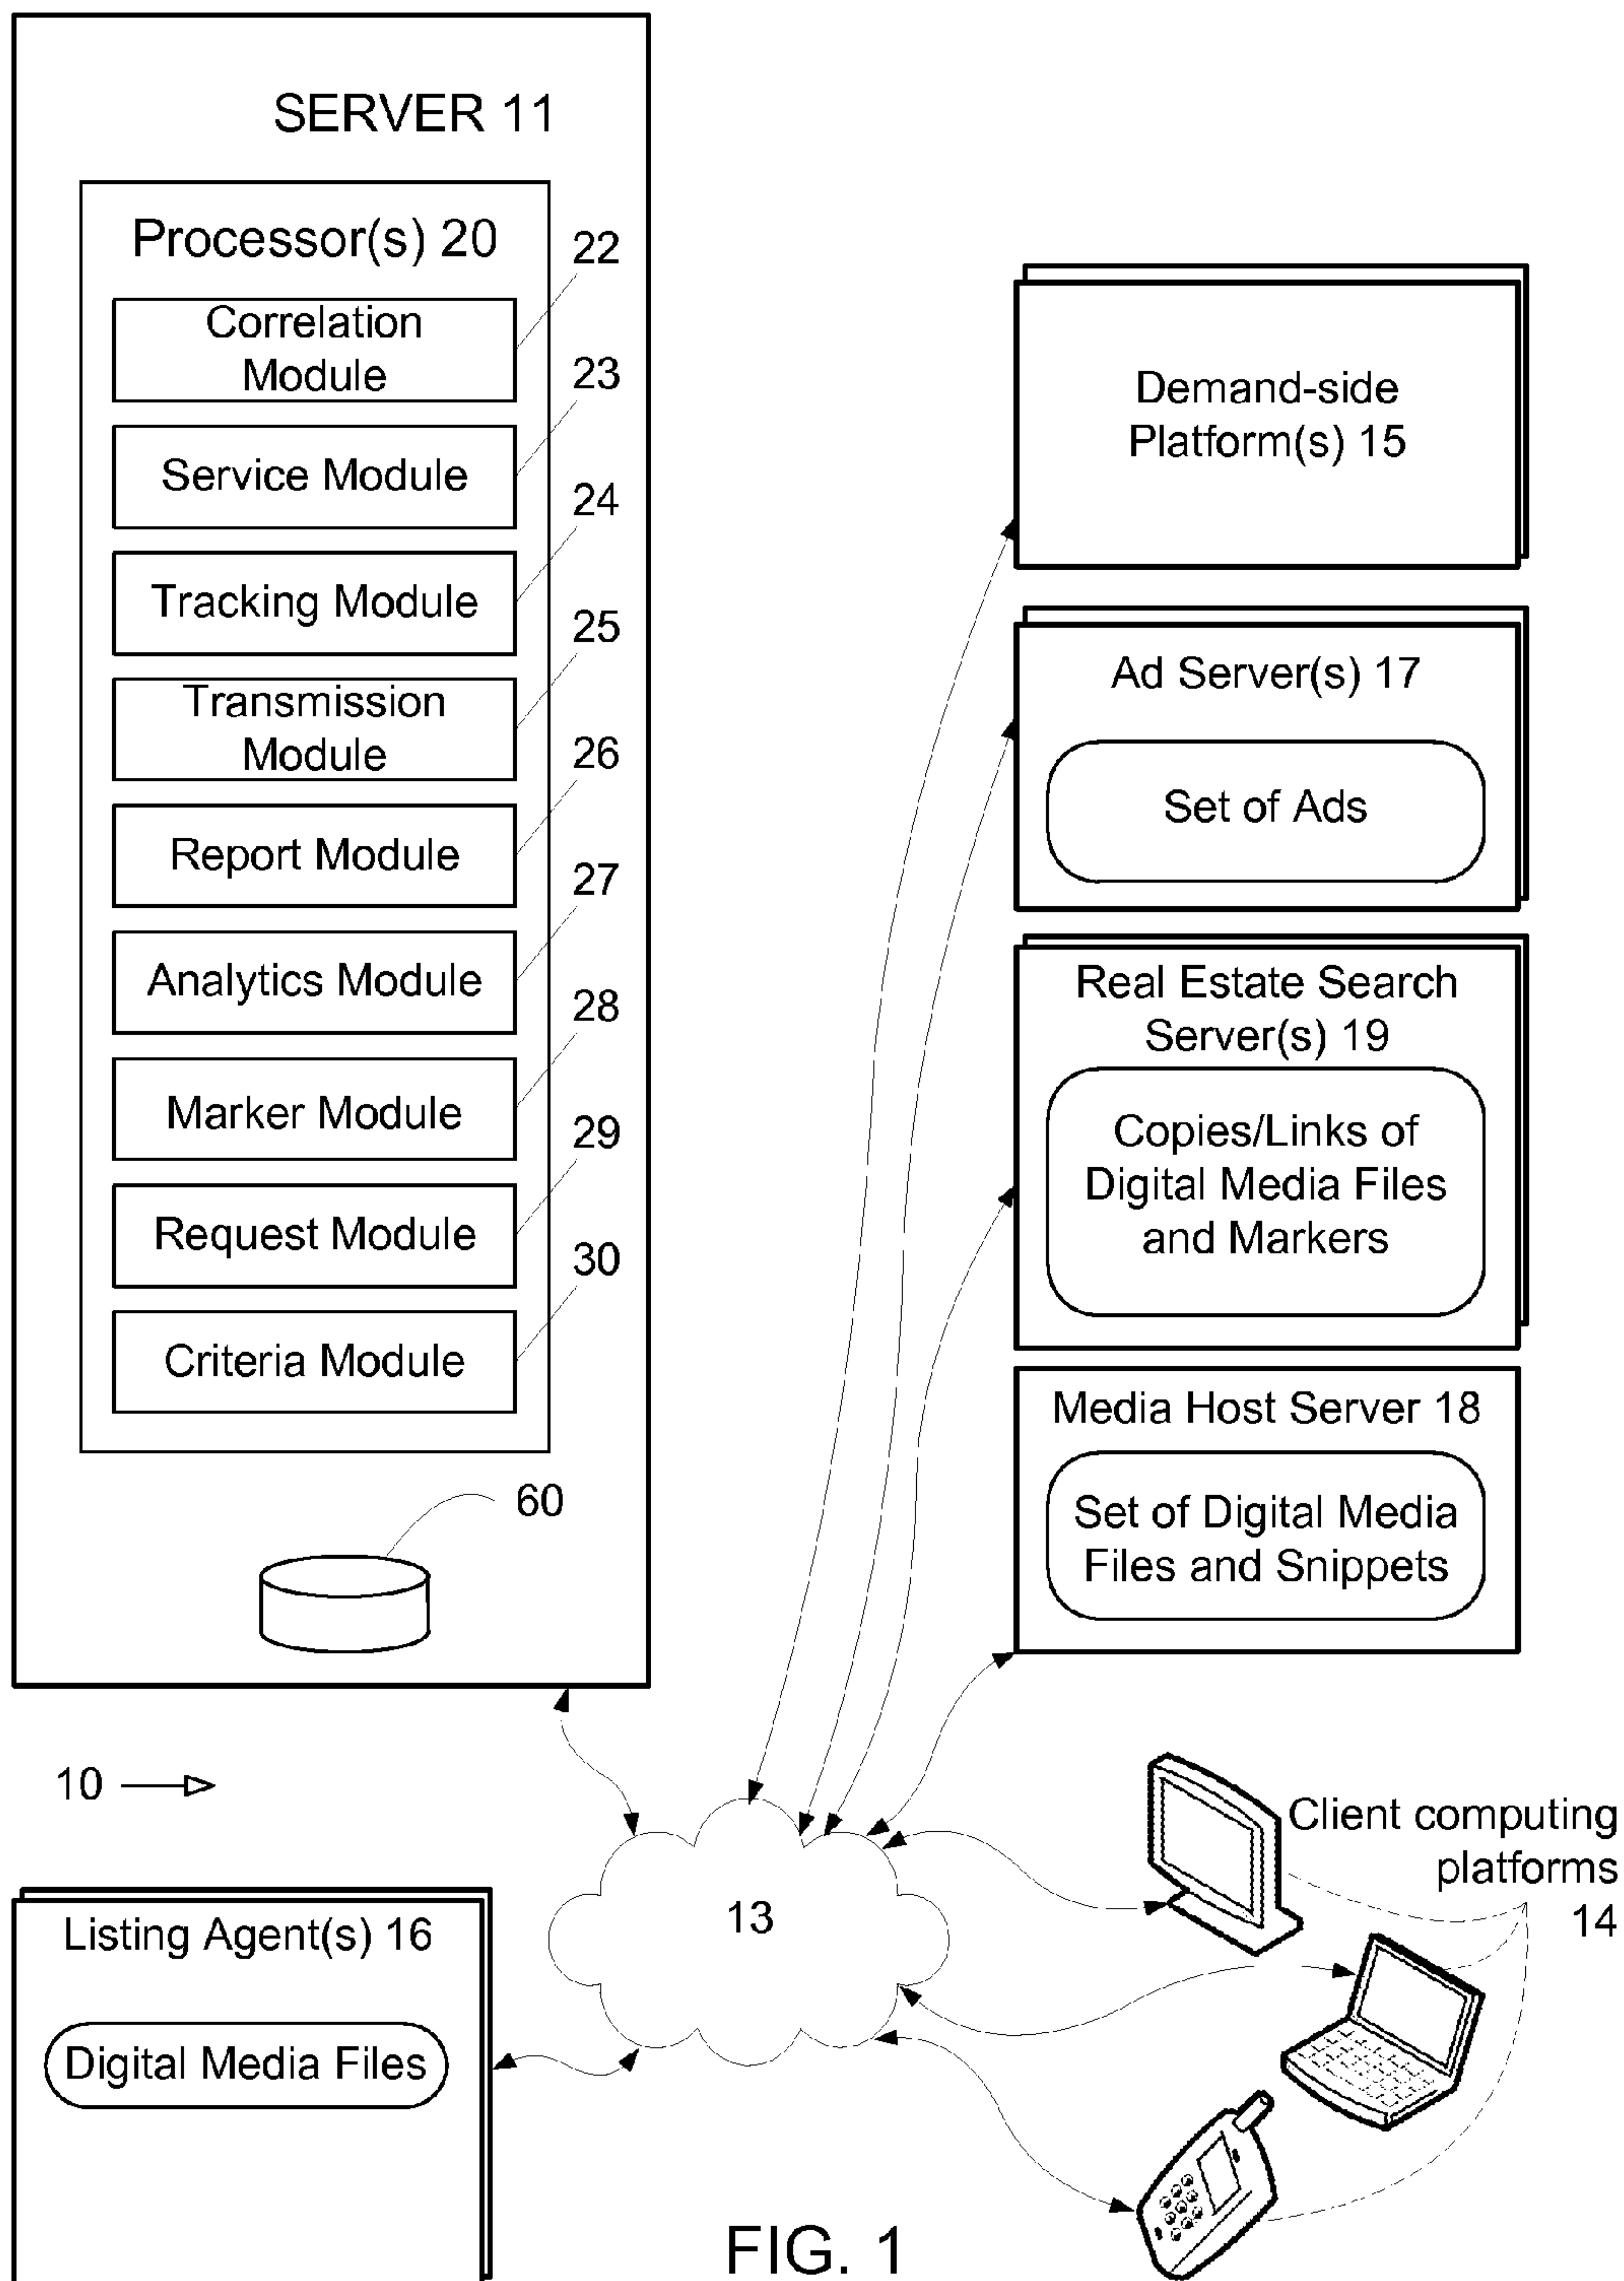 SERVER 11
Processor(s) 20
22
Correlation
Module
23
Service Module
24
Tracking Module
25
Transmission
Module
26
Report Module
27
Analytics Module
28
Marker Module
29
Request Module
30
Criteria Module
60
Demand-side
Platform(s) 15
Ad Server(s) 17
Set of Ads
Real Estate Search
Server(s) 19
Copies/Links of
Digital Media Files
and Markers
Media Host Server 18
Set of Digital Media
Files and Snippets
10
13
Client computing
platforms
14
Listing Agent(s) 16
Digital Media Files
FIG. 1